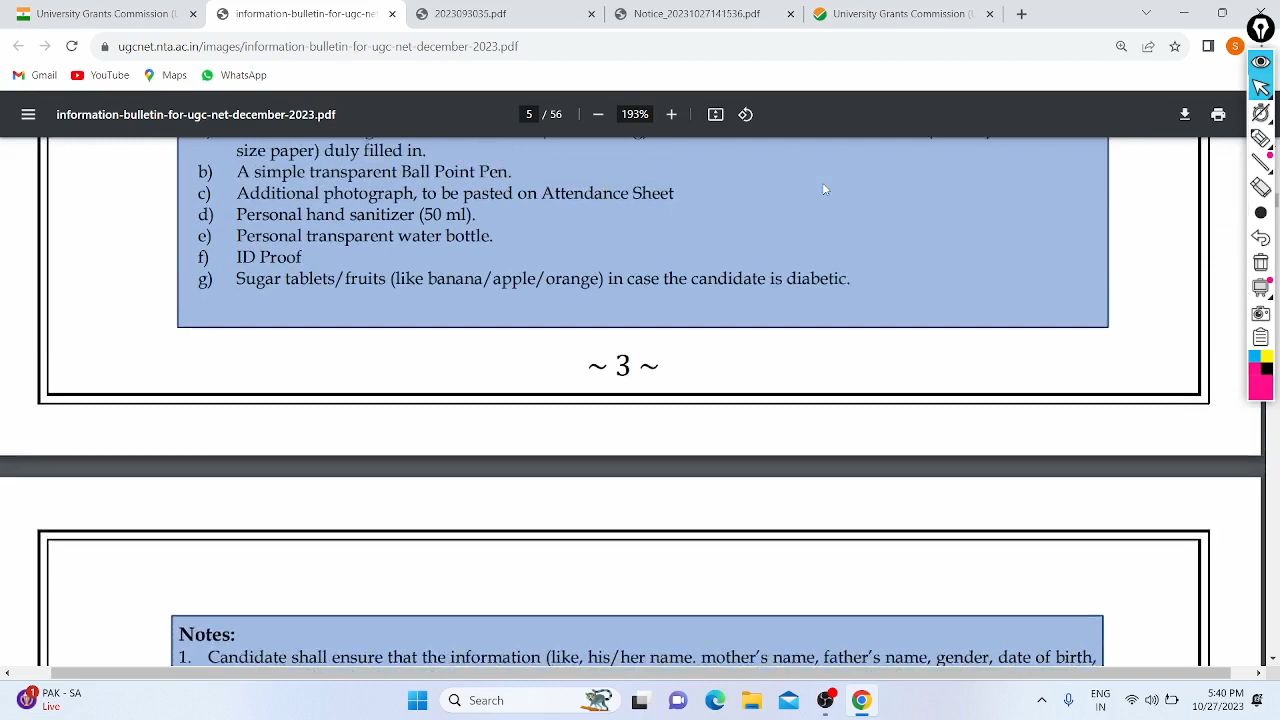 University Grants Commission (U
information-bulletin-for-ugc-net-
University Grants Commission (U
ugcnet.nta.ac.in/images/information-bulletin-for-ugc-net-december-2023.pdf
S
Gmail
YouTube
Maps
WhatsApp
information-bulletin-for-ugc-net-december-2023.pdf
5 / 56
193%
size paper) duly filled in.
b) A simple transparent Ball Point Pen.
c) Additional photograph, to be pasted on Attendance Sheet
d) Personal hand sanitizer (50 ml).
e) Personal transparent water bottle.
f) ID Proof
g) Sugar tablets/fruits (like banana/apple/orange) in case the candidate is diabetic.
~ 3 ~
Notes:
1. Candidate shall ensure that the information (like, his/her name. mother's name, father's name, gender, date of birth,
1
PAK - SA
Live
Search
ENG
IN
5:40 PM
10/27/2023